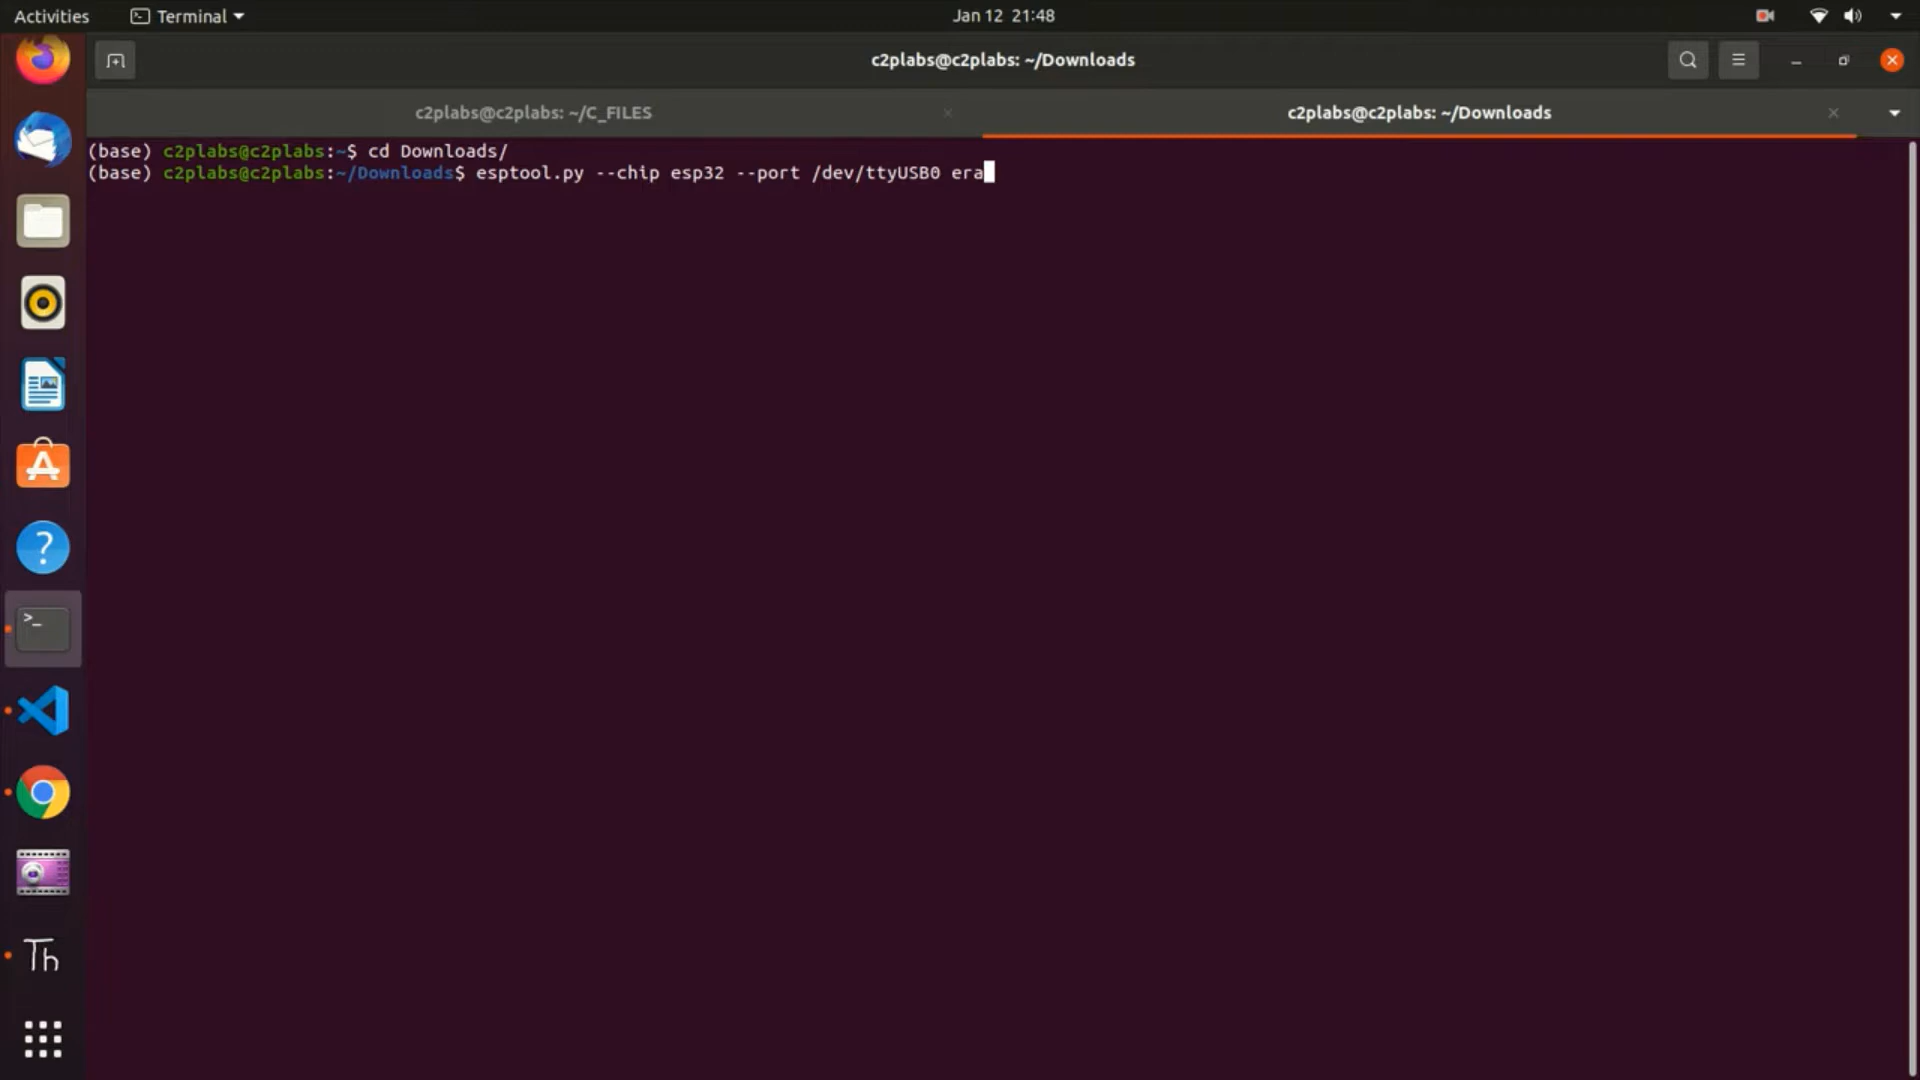 Activities Terminal Jan 12 21:48
c2plabs@c2plabs: ~/Downloads
c2plabs@c2plabs: ~/C_FILES c2plabs@c2plabs: ~/Downloads
(base) c2plabs@c2plabs:~$ cd Downloads/
(base) c2plabs@c2plabs:~/Downloads$ esptool.py --chip esp32 --port /dev/ttyUSB0 era
>_
Th